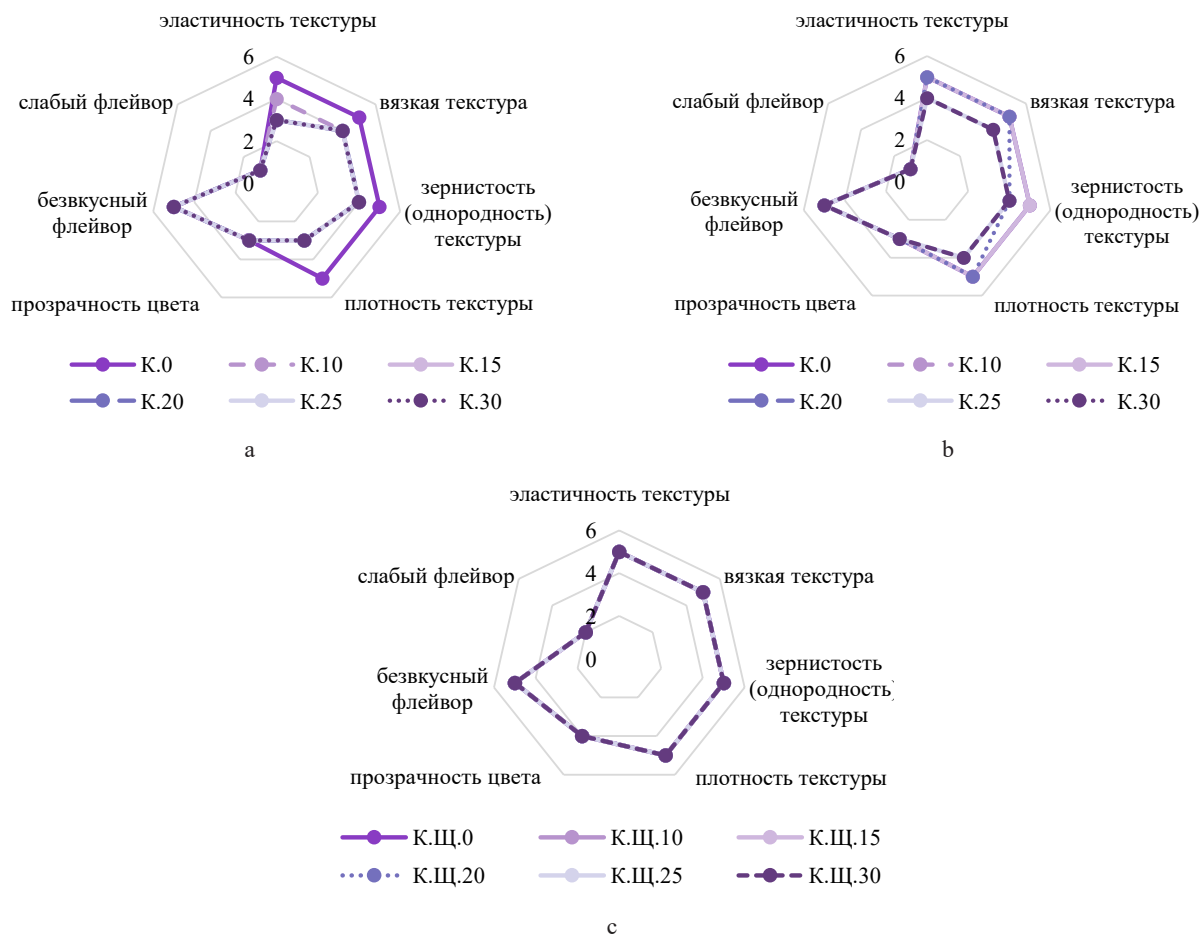 эластичность текстуры
6
4
2
0
слабый флейвор
вязкая текстура
безвкусный
флейвор
зернистость
(однородность)
текстуры
прозрачность цвета
плотность текстуры
К.0
К.10
К.15
К.20
К.25
К.30
a
эластичность текстуры
6
4
2
0
слабый флейвор
вязкая текстура
безвкусный
флейвор
зернистость
(однородность)
текстуры
прозрачность цвета
плотность текстуры
К.0
К.10
К.15
К.20
К.25
К.30
b
эластичность текстуры
6
4
2
0
слабый флейвор
вязкая текстура
безвкусный
флейвор
зернистость
(однородность)
текстуры
прозрачность цвета
плотность текстуры
К.Щ.0
К.Щ.10
К.Щ.15
К.Щ.20
К.Щ.25
К.Щ.30
c